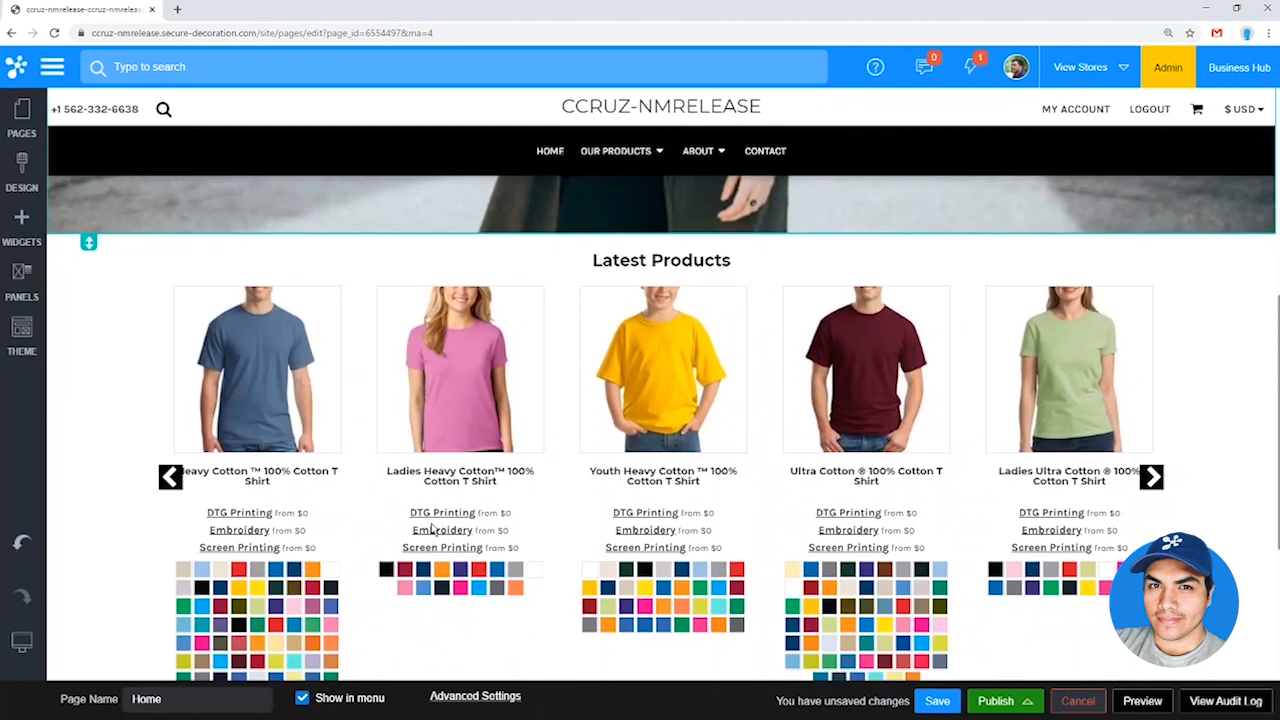 ccruz-nmrelease-ccruz-nmreleas
ccruz-nmrelease.secure-decoration.com/site/pages/edit?page_id=6554497&ma=4
Type to search
0
1
View Stores
Admin
Business Hub
PAGES
DESIGN
WIDGETS
PANELS
THEME
+1 562-332-6638
CCRUZ-NMRELEASE
MY ACCOUNT
LOGOUT
$ USD
HOME
OUR PRODUCTS
ABOUT
CONTACT
Latest Products
Heavy Cotton ™ 100% Cotton T
Shirt
DTG Printing from $0
Embroidery from $0
Screen Printing from $0
Ladies Heavy Cotton™ 100%
Cotton T Shirt
DTG Printing from $0
Embroidery from $0
Screen Printing from $0
Youth Heavy Cotton ™ 100%
Cotton T Shirt
DTG Printing from $0
Embroidery from $0
Screen Printing from $0
Ultra Cotton ® 100% Cotton T
Shirt
DTG Printing from $0
Embroidery from $0
Screen Printing from $0
Ladies Ultra Cotton ® 100%
Cotton T Shirt
DTG Printing from $0
Embroidery from $0
Screen Printing from $0
Page Name
Home
Show in menu
Advanced Settings
You have unsaved changes
Save
Publish
Cancel
Preview
View Audit Log